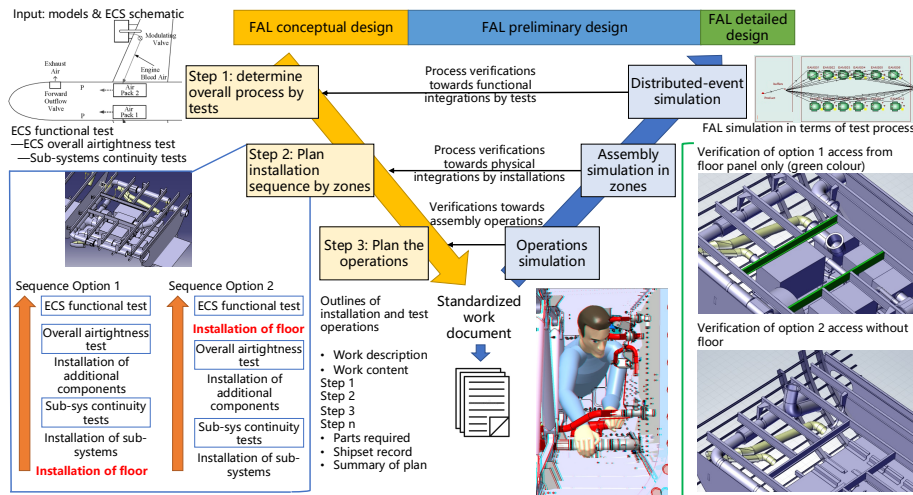 Input: models & ECS schematic
Modulating
Valve
Exhaust
Air
P
Engine
Bleed Air
Air
Pack 2
Forward
Outflow
Valve
Air
Pack 1
P
ECS functional test
—ECS overall airtightness test
—Sub-systems continuity tests
FAL conceptual design
FAL preliminary design
FAL detailed
design
Step 1: determine
overall process by
tests
Process verifications
towards functional
integrations by tests
Distributed-event
simulation
FAL simulation in terms of test process
Step 2: Plan
installation
sequence by zones
Process verifications
towards physical
integrations by installations
Assembly
simulation in
zones
Verifications towards
assembly operations
Step 3: Plan the
operations
Operations
simulation
Sequence Option 1
ECS functional test
Overall airtightness
test
Installation of
additional
components
Sub-sys continuity
tests
Installation of sub-
systems
Installation of floor
Sequence Option 2
ECS functional test
Installation of floor
Overall airtightness
test
Installation of
additional
components
Sub-sys continuity
tests
Installation of sub-
systems
Outlines of
installation and test
operations
• Work description
• Work content
Step 1
Step 2
Step 3
Step n
• Parts required
• Shipset record
• Summary of plan
Standardized
work
document
Verification of option 1 access from
floor panel only (green colour)
Verification of option 2 access without
floor